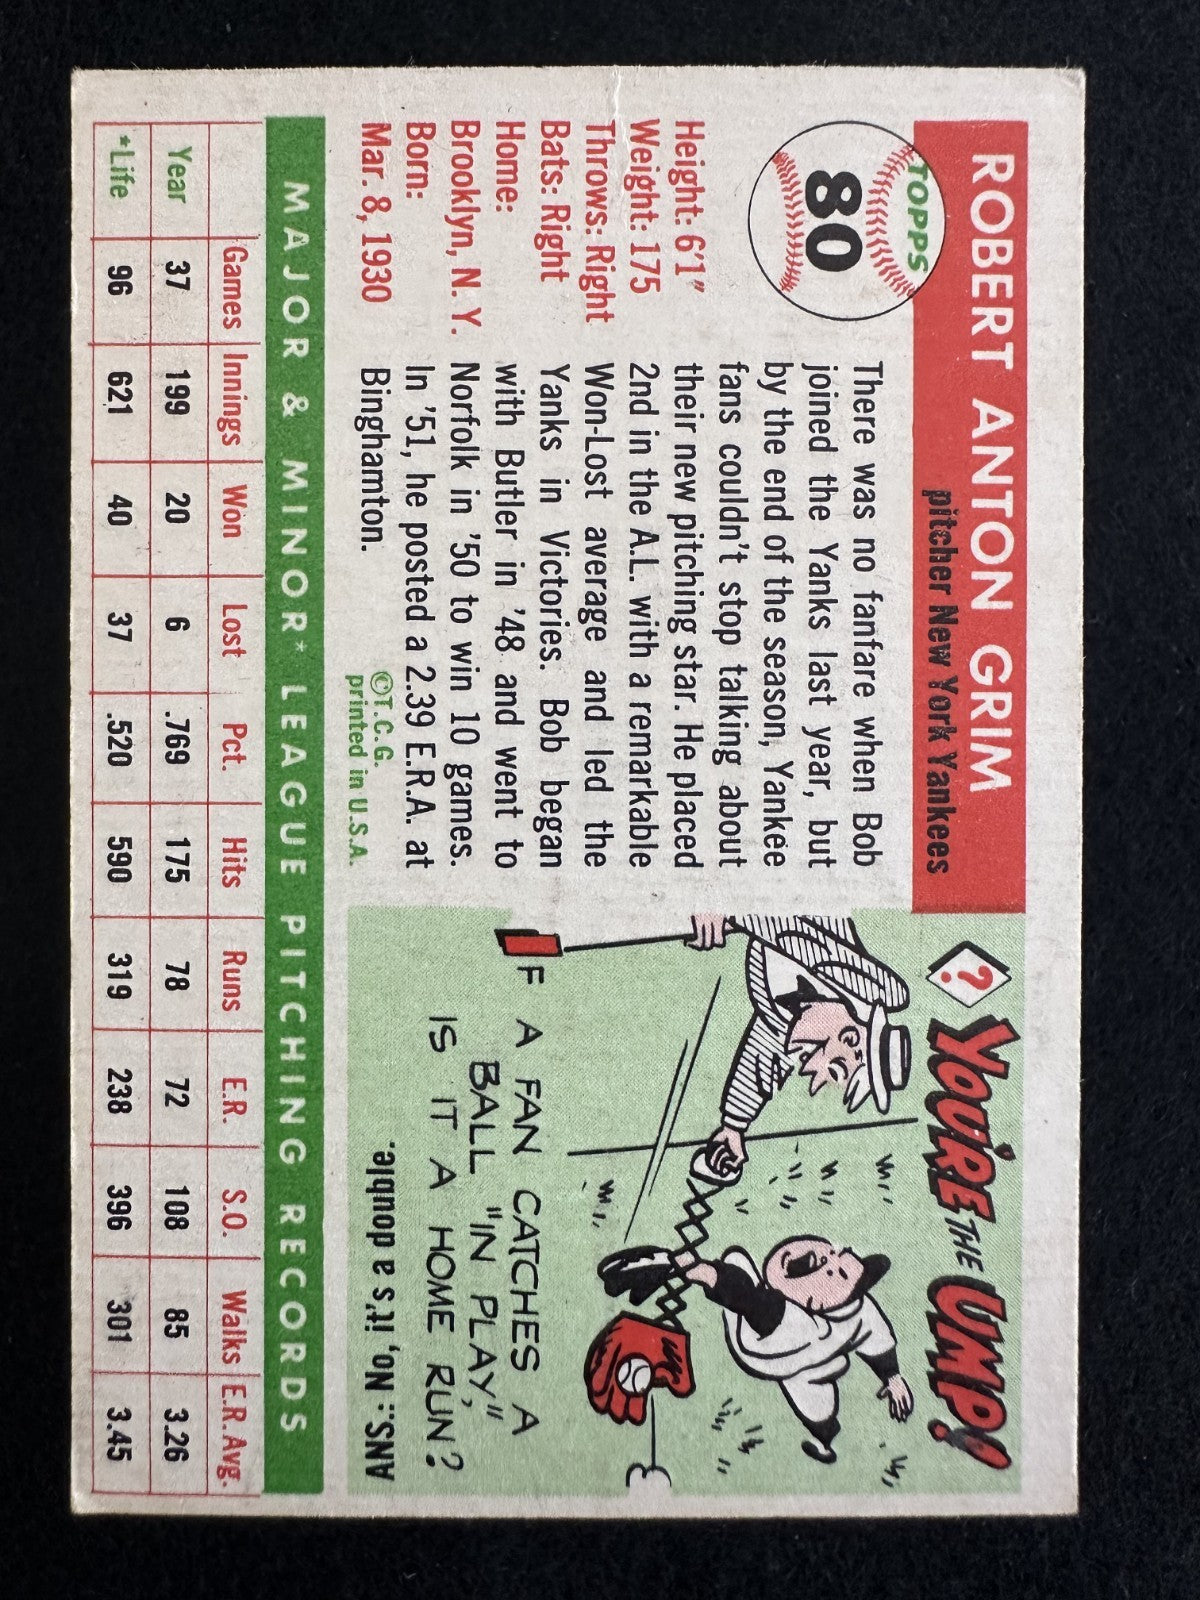 TOPPS
80
ROBERT ANTON GRIM
pitcher New York Yankees
Height: 6'1"
Weight: 175
Throws: Right
Bats: Right
Home:
Brooklyn, N. Y.
Born:
Mar. 8, 1930
There was no fanfare when Bob
joined the Yanks last year, but
by the end of the season, Yankee
fans couldn't stop talking about
their new pitching star. He placed
2nd in the A.L. with a remarkable
Won-Lost average and led the
Yanks in Victories. Bob began
with Butler in '48 and went to
Norfolk in '50 to win 10 games.
In '51, he posted a 2.39 E.R.A. at
Binghamton.
©T.C.G.
printed in U.S.A.
? YOU'RE THE UMP!
IF A FAN CATCHES A
BALL "IN PLAY,"
IS IT A HOME RUN?
ANS.: No, it's a double.
MAJOR & MINOR* LEAGUE PITCHING RECORDS
Games Innings Won Lost Pct. Hits Runs E.R. S.O. Walks E.R. Avg.
Year 37 199 20 6 .769 175 78 72 108 85 3.26
*Life 96 621 40 37 .520 590 319 238 396 301 3.45